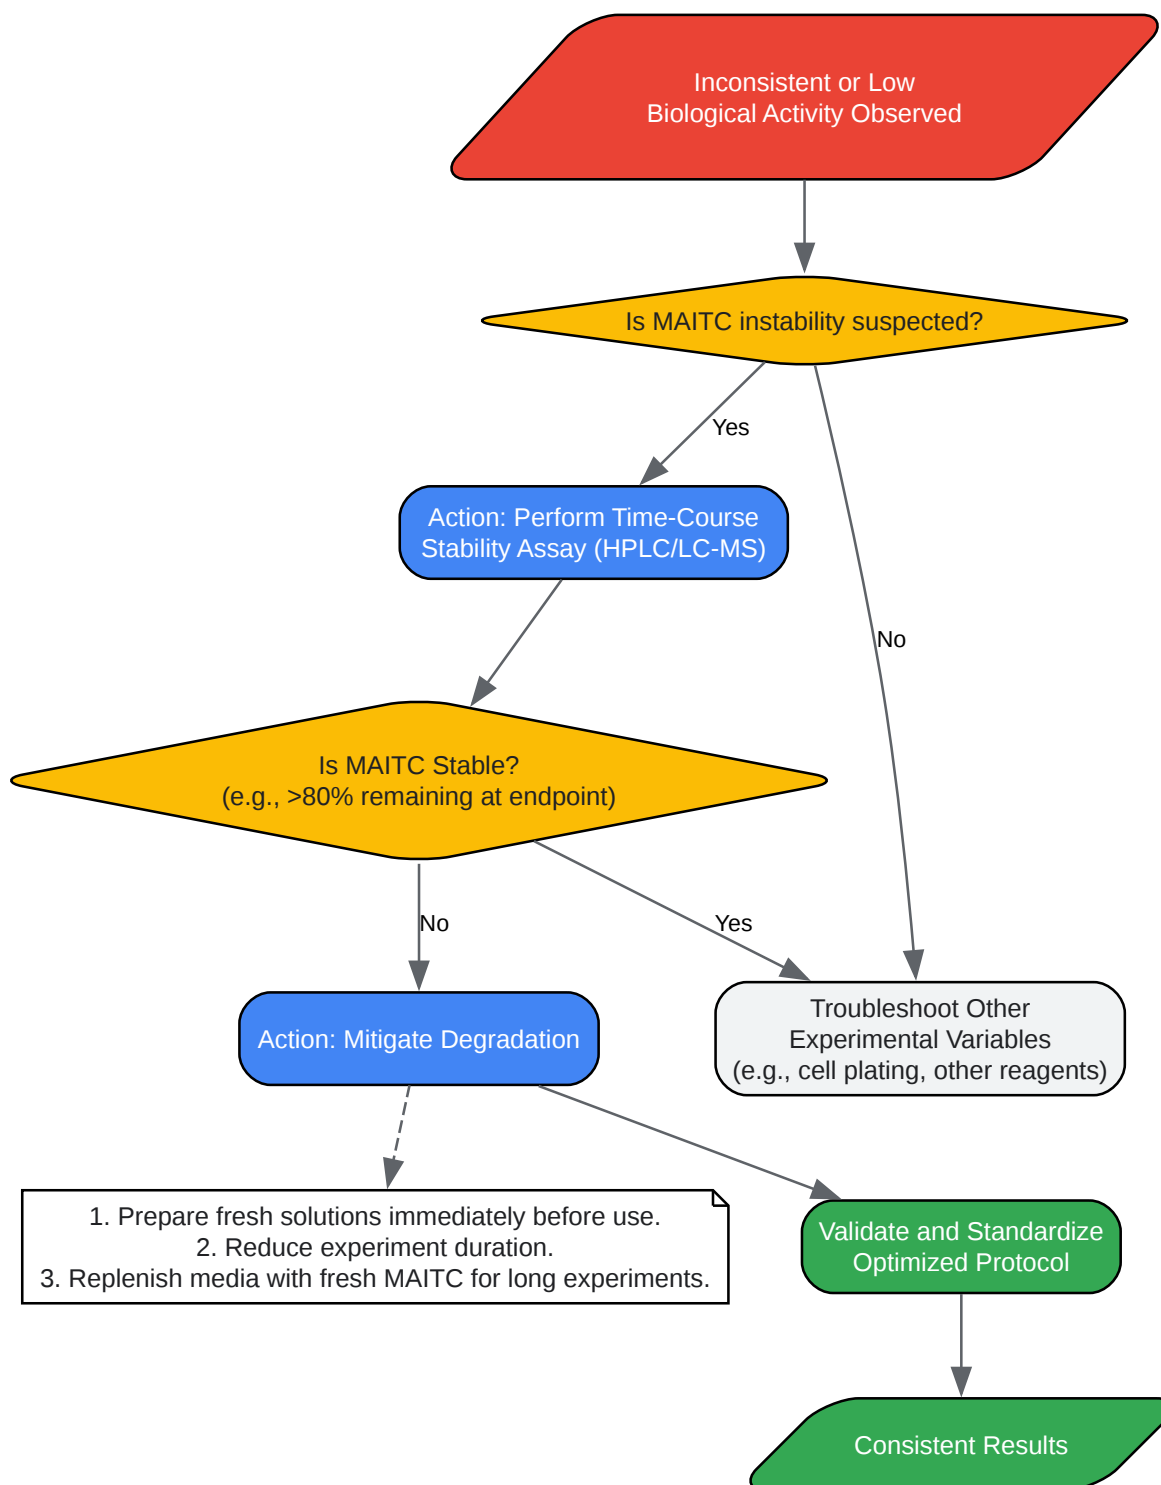 Inconsistent or Low
Biological Activity Observed
Is MAITC instability suspected?
Yes
Action: Perform Time-Course
Stability Assay (HPLC/LC-MS)
No
Is MAITC Stable?
(e.g., >80% remaining at endpoint)
No
Yes
Troubleshoot Other
Experimental Variables
(e.g., cell plating, other reagents)
Action: Mitigate Degradation
1. Prepare fresh solutions immediately before use.
2. Reduce experiment duration.
3. Replenish media with fresh MAITC for long experiments.
Validate and Standardize
Optimized Protocol
Consistent Results